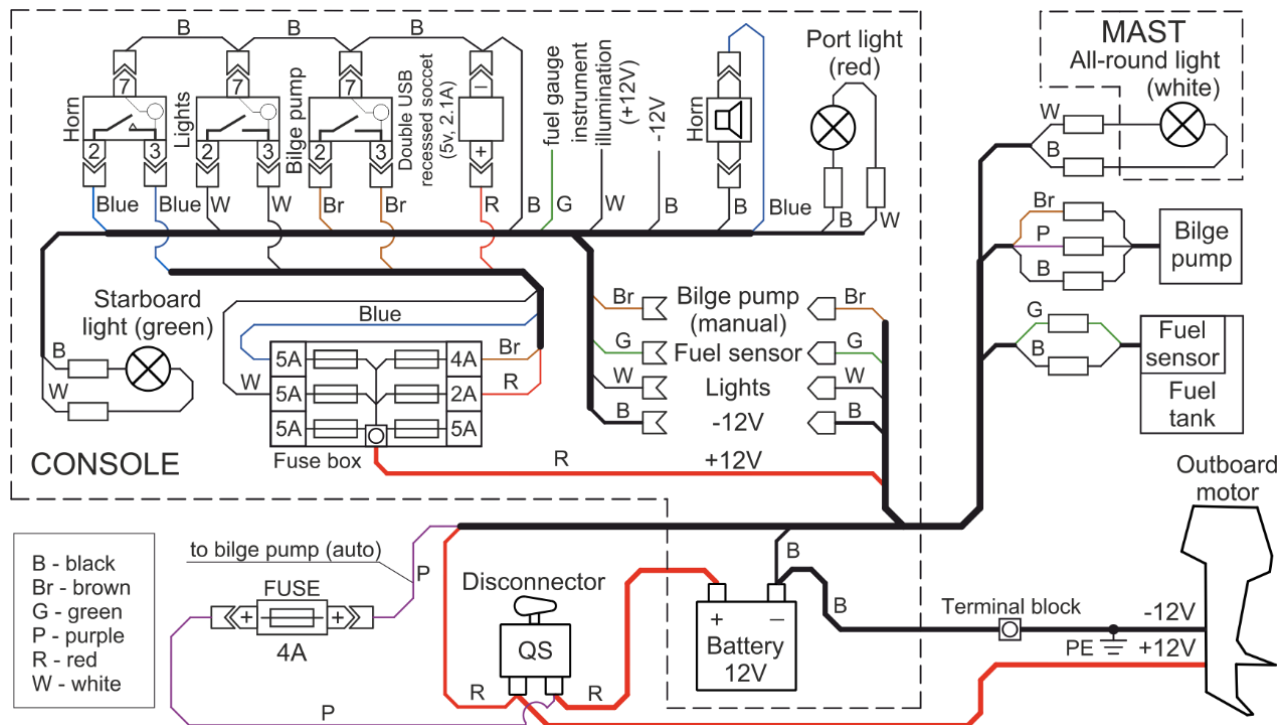 B
B
B
7
7
7
–
Horn
Lights
Bilge pump
Double USB
recessed soccet
(5v, 2.1A)
2
3
2
3
2
3
+
Blue
Blue
W
W
Br
Br
R
B
G
fuel gauge
instrument
illumination
(+12V)
W
-12V
B
Horn
B
Blue
Port light
(red)
B
W
MAST
All-round light
(white)
W
B
Br
P
B
Bilge
pump
G
B
Fuel
sensor
Fuel
tank
Starboard
light (green)
B
W
Blue
W
5A
4A
Br
5A
2A
R
5A
5A
Fuse box
Br
Bilge pump
(manual)
Br
G
Fuel sensor
G
W
Lights
W
B
-12V
B
R
+12V
CONSOLE
Outboard
motor
B - black
Br - brown
G - green
P - purple
R - red
W - white
to bilge pump (auto)
P
FUSE
+
+
4A
P
Disconnector
QS
R
R
B
+
–
Battery
12V
B
Terminal block
-12V
PE
+12V